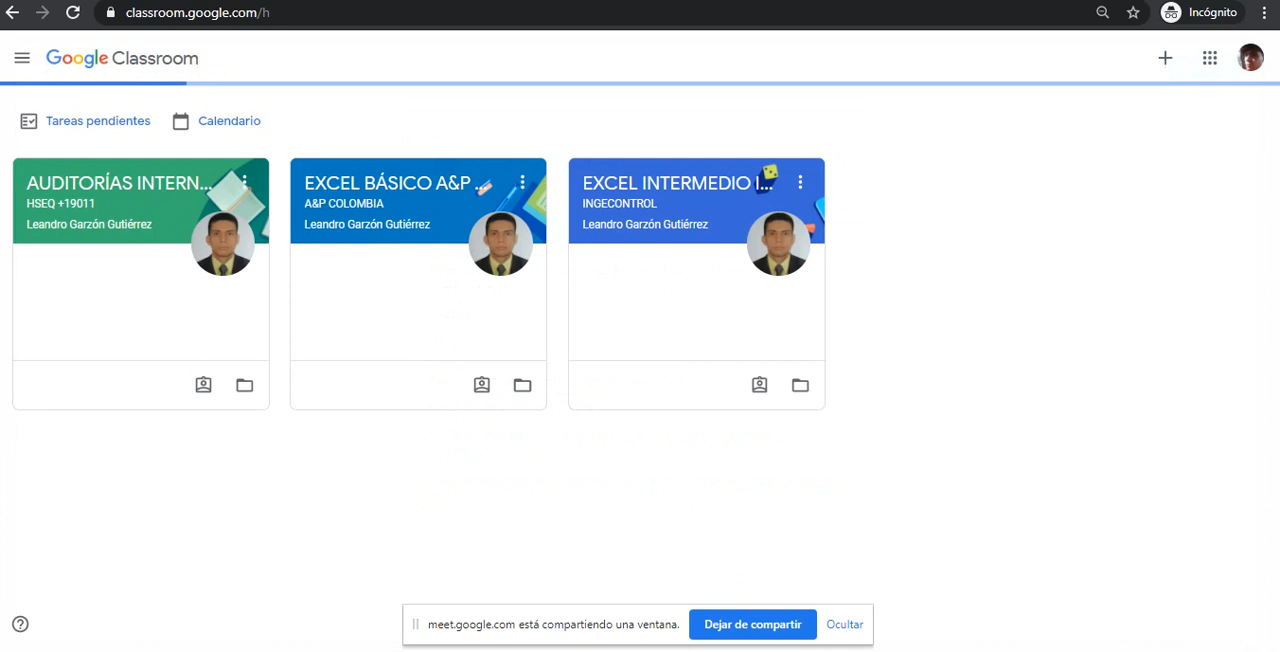 classroom.google.com/h
Incógnito
Google Classroom
Tareas pendientes
Calendario
AUDITORÍAS INTERN...
HSEQ +19011
Leandro Garzón Gutiérrez
EXCEL BÁSICO A&P ...
A&P COLOMBIA
Leandro Garzón Gutiérrez
EXCEL INTERMEDIO I...
INGECONTROL
Leandro Garzón Gutiérrez
meet.google.com está compartiendo una ventana.
Dejar de compartir
Ocultar